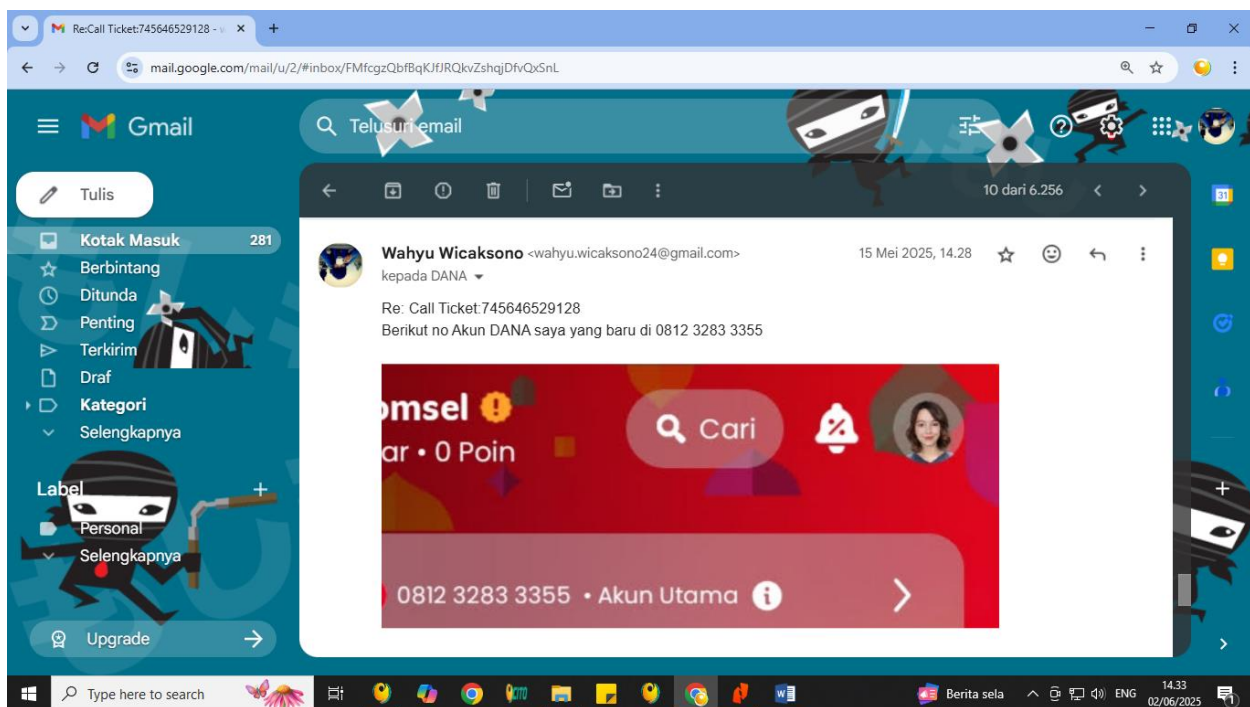 Re:Call Ticket:745646529128 -
mail.google.com/mail/u/2/#inbox/FMfcgzQbfBqKJfJRQkvZshqjDfvQxSnL
Gmail
Telusuri email
Tulis
10 dari 6.256
31
Kotak Masuk 281
Berbintang
Ditunda
Penting
Terkirim
Draf
Kategori
Selengkapnya
Label
Personal
Selengkapnya
Upgrade
Wahyu Wicaksono <wahyu.wicaksono24@gmail.com> 15 Mei 2025, 14.28
kepada DANA
Re: Call Ticket:745646529128
Berikut no Akun DANA saya yang baru di 0812 3283 3355
omsel
Cari
ar • 0 Poin
0812 3283 3355 • Akun Utama
Type here to search
Berita sela
ENG
14.33
02/06/2025